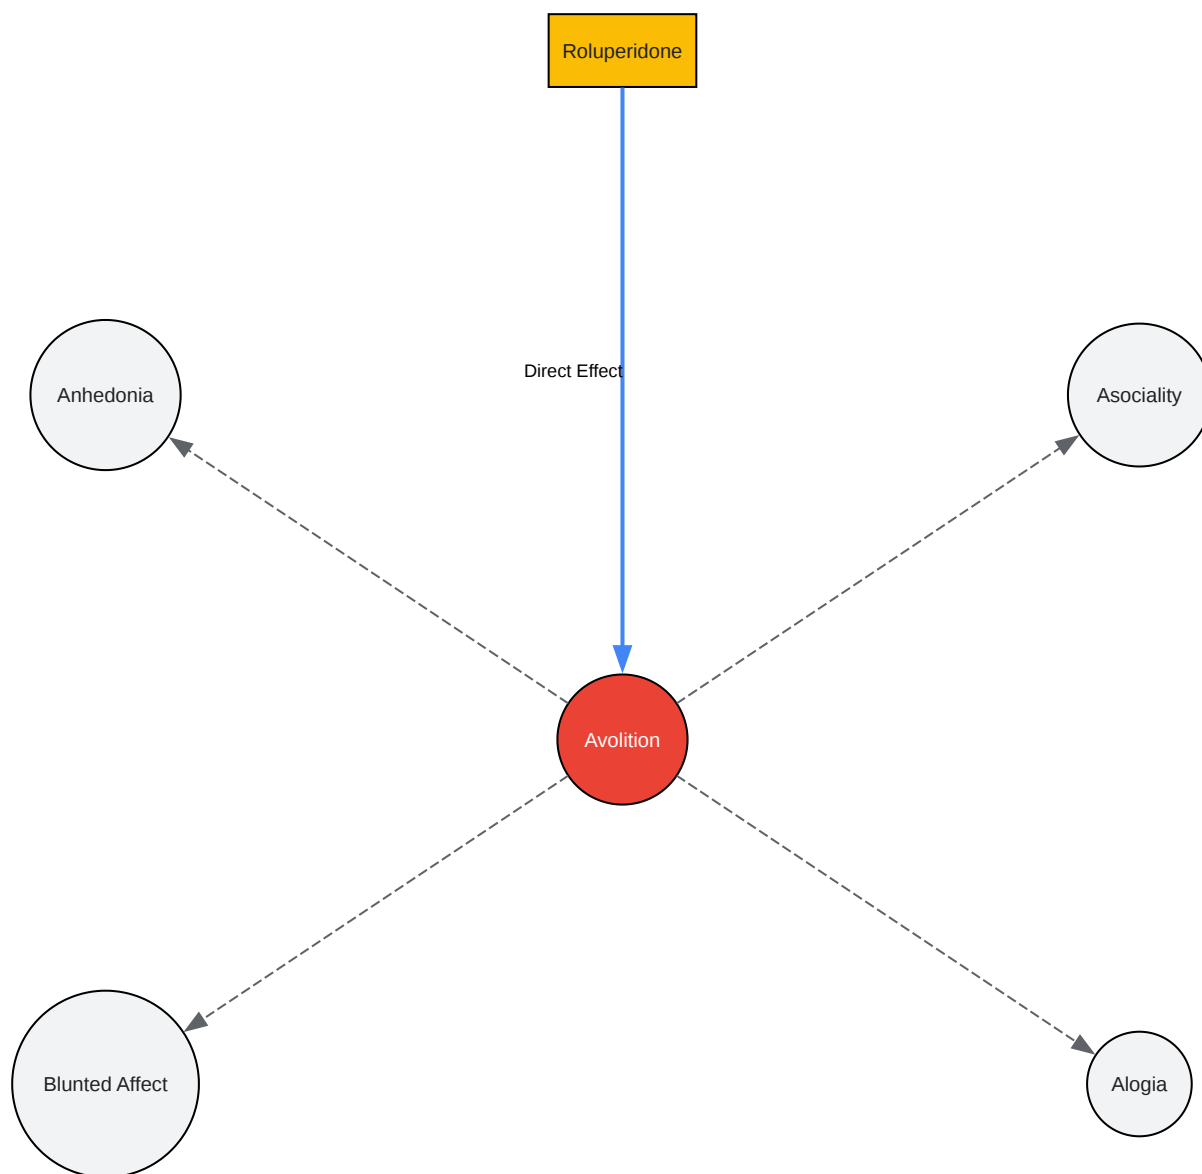 Roluperidone
Direct Effect
Anhedonia
Asociality
Avolition
Blunted Affect
Alogia